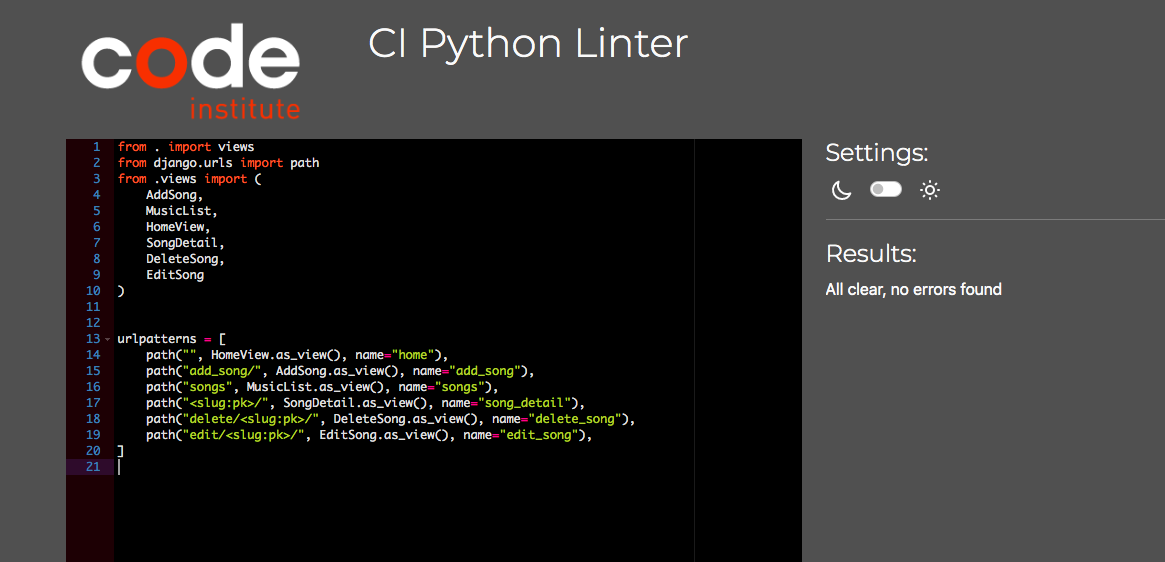 code
institute
CI Python Linter
1 from . import views
2 from django.urls import path
3 from .views import (
4     AddSong,
5     MusicList,
6     HomeView,
7     SongDetail,
8     DeleteSong,
9     EditSong
10 )
11
12
13 urlpatterns = [
14     path("", HomeView.as_view(), name="home"),
15     path("add_song/", AddSong.as_view(), name="add_song"),
16     path("songs", MusicList.as_view(), name="songs"),
17     path("<slug:pk>/", SongDetail.as_view(), name="song_detail"),
18     path("delete/<slug:pk>/", DeleteSong.as_view(), name="delete_song"),
19     path("edit/<slug:pk>/", EditSong.as_view(), name="edit_song"),
20 ]
21
Settings:
Results:
All clear, no errors found